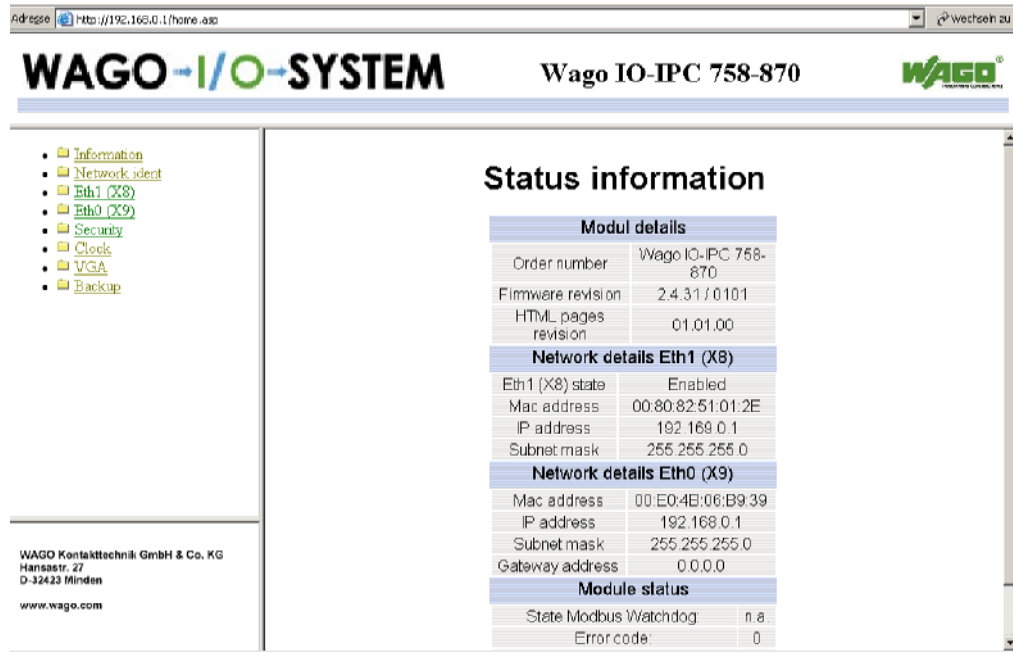 Adresse http://192.168.0.1/home.asp Wechseln zu
WAGO I/O SYSTEM
Wago IO-IPC 758-870
WAGO®
Information
Network ident
Eth1 (X8)
Eth0 (X9)
Security
Clock
VGA
Backup
Status information
Modul details
Order number Wago IO-IPC 758-
870
Firmware revision 2.4.31 / 0101
HTML pages
revision 01.01.00
Network details Eth1 (X8)
Eth1 (X8) state Enabled
Mac address 00:80:82:51:01:2E
IP address 192.169.0.1
Subnet mask 255.255.255.0
Network details Eth0 (X9)
Mac address 00:E0:4B:06:B9:39
IP address 192.168.0.1
Subnet mask 255.255.255.0
Gateway address 0.0.0.0
Module status
State Modbus Watchdog: n.a.
Error code: 0
WAGO Kontakttechnik GmbH & Co. KG
Hansastr. 27
D-32423 Minden
www.wago.com